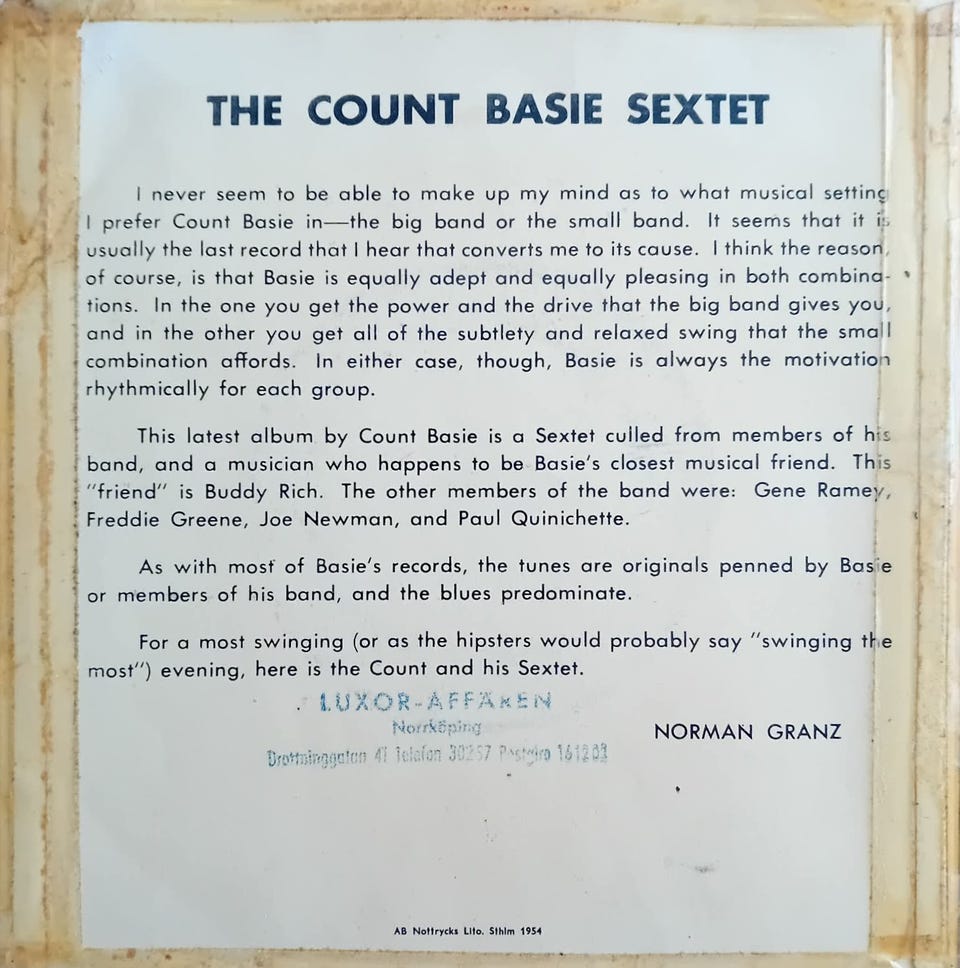 THE COUNT BASIE SEXTET
I never seem to be able to make up my mind as to what musical setting
I prefer Count Basie in—the big band or the small band. It seems that it is
usually the last record that I hear that converts me to its cause. I think the reason,
of course, is that Basie is equally adept and equally pleasing in both combina-
tions. In the one you get the power and the drive that the big band gives you,
and in the other you get all of the subtlety and relaxed swing that the small
combination affords. In either case, though, Basie is always the motivation
rhythmically for each group.
This latest album by Count Basie is a Sextet culled from members of his
band, and a musician who happens to be Basie's closest musical friend. This
"friend" is Buddy Rich. The other members of the band were: Gene Ramey,
Freddie Greene, Joe Newman, and Paul Quinichette.
As with most of Basie's records, the tunes are originals penned by Basie
or members of his band, and the blues predominate.
For a most swinging (or as the hipsters would probably say "swinging the
most") evening, here is the Count and his Sextet.
LUXOR-AFFÄREN
Norrköping
Drottninggatan 41 Telefon 30257 Postgiro 161203
NORMAN GRANZ
AB Nottrycks Lito. Sthlm 1954